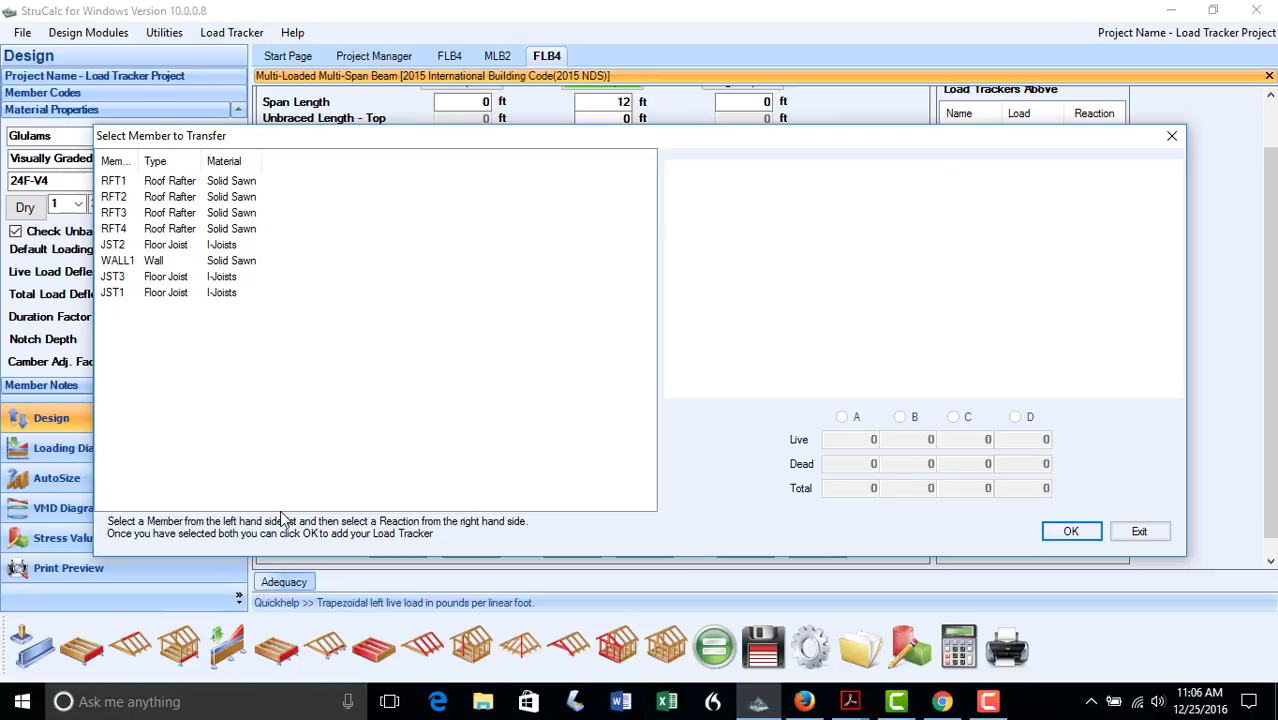 StruCalc for Windows Version 10.0.0.8
File Design Modules Utilities Load Tracker Help Project Name - Load Tracker Project
Design Start Page Project Manager FLB4 MLB2 FLB4
Project Name - Load Tracker Project Multi-Loaded Multi-Span Beam [2015 International Building Code(2015 NDS)]
Member Codes
Material Properties
Span Length 0 ft 12 ft 0 ft
Unbraced Length - Top 0 ft 0 ft 0 ft
Load Trackers Above
Name Load Reaction
Glulams
Visually Graded
24F-V4
Dry 1
Check Unba
Default Loading
Live Load Defle
Total Load Defle
Duration Factor
Notch Depth
Camber Adj. Fac
Member Notes
Design
Loading Dia
AutoSize
VMD Diagra
Stress Valu
Print Preview
Select Member to Transfer
Mem... Type Material
RFT1 Roof Rafter Solid Sawn
RFT2 Roof Rafter Solid Sawn
RFT3 Roof Rafter Solid Sawn
RFT4 Roof Rafter Solid Sawn
JST2 Floor Joist I-Joists
WALL1 Wall Solid Sawn
JST3 Floor Joist I-Joists
JST1 Floor Joist I-Joists
A B C D
Live 0 0 0 0
Dead 0 0 0 0
Total 0 0 0 0
Select a Member from the left hand side and then select a Reaction from the right hand side.
Once you have selected both you can click OK to add your Load Tracker
OK Exit
Adequacy
Quickhelp >> Trapezoidal left live load in pounds per linear foot.
Ask me anything
11:06 AM
12/25/2016